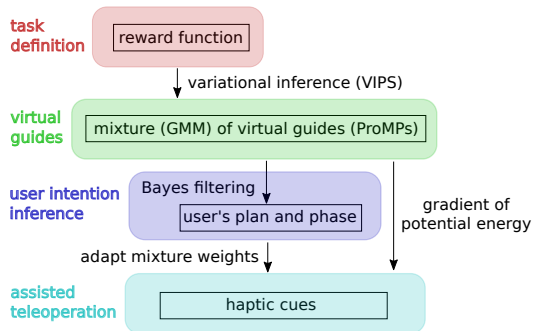 task
definition
reward function
variational inference (VIPS)
virtual
guides
mixture (GMM) of virtual guides (ProMPs)
user intention
inference
Bayes filtering
user's plan and phase
gradient of
potential energy
adapt mixture weights
assisted
teleoperation
haptic cues